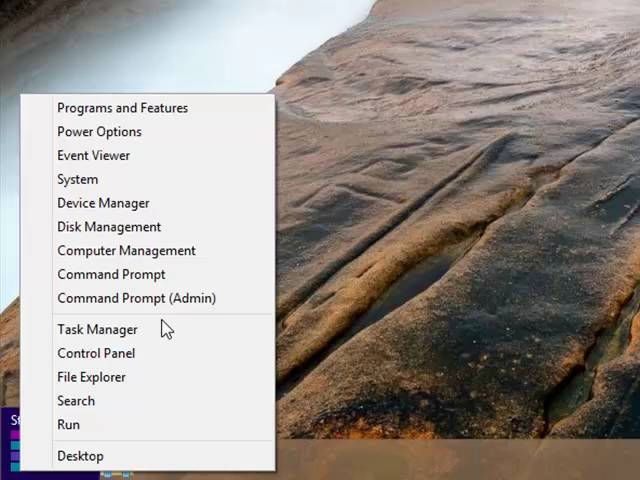 Programs and Features
Power Options
Event Viewer
System
Device Manager
Disk Management
Computer Management
Command Prompt
Command Prompt (Admin)
Task Manager
Control Panel
File Explorer
Search
Run
Desktop